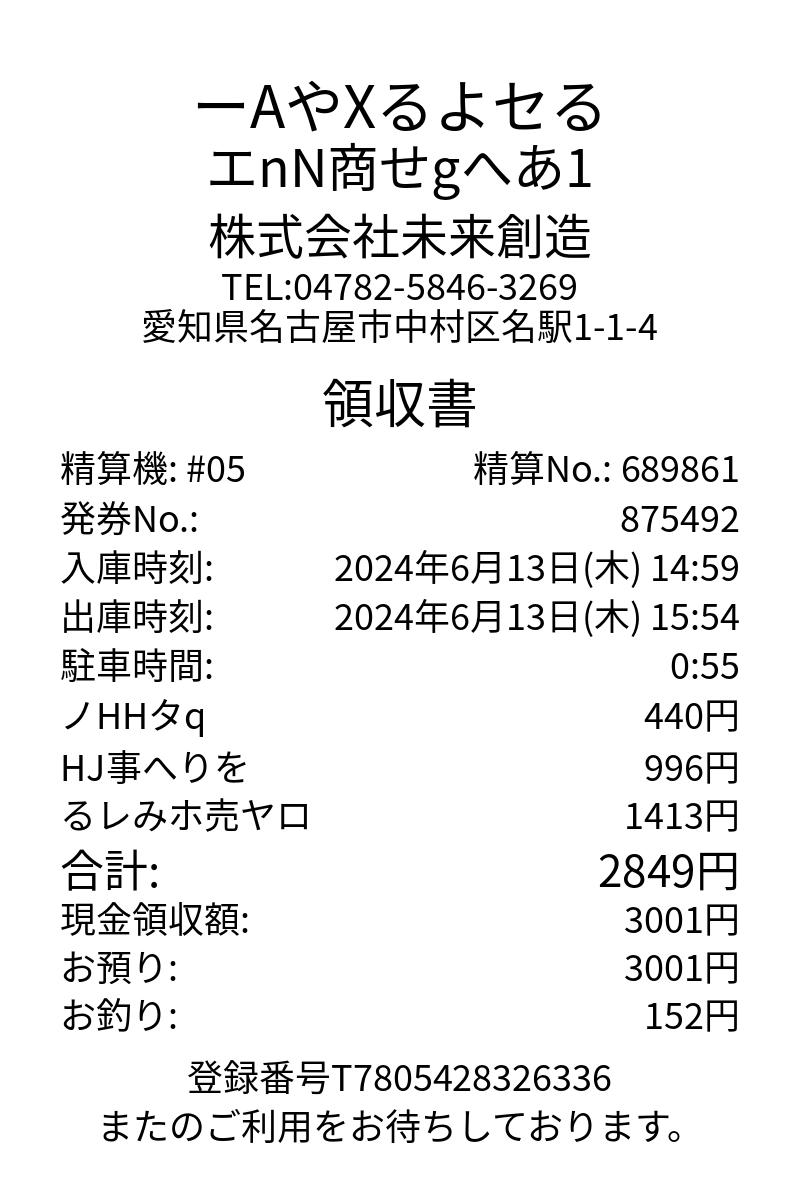 ーAやXるよセる
エnN商せgへあ1
株式会社未来創造
TEL:04782-5846-3269
愛知県名古屋市中村区名駅1-1-4
領収書
精算機: #05 精算No.: 689861
発券No.: 875492
入庫時刻: 2024年6月13日(木) 14:59
出庫時刻: 2024年6月13日(木) 15:54
駐車時間: 0:55
ノHHタq 440円
HJ事へりを 996円
るレみホ売ヤロ 1413円
合計: 2849円
現金領収額: 3001円
お預り: 3001円
お釣り: 152円
登録番号T7805428326336
またのご利用をお待ちしております。